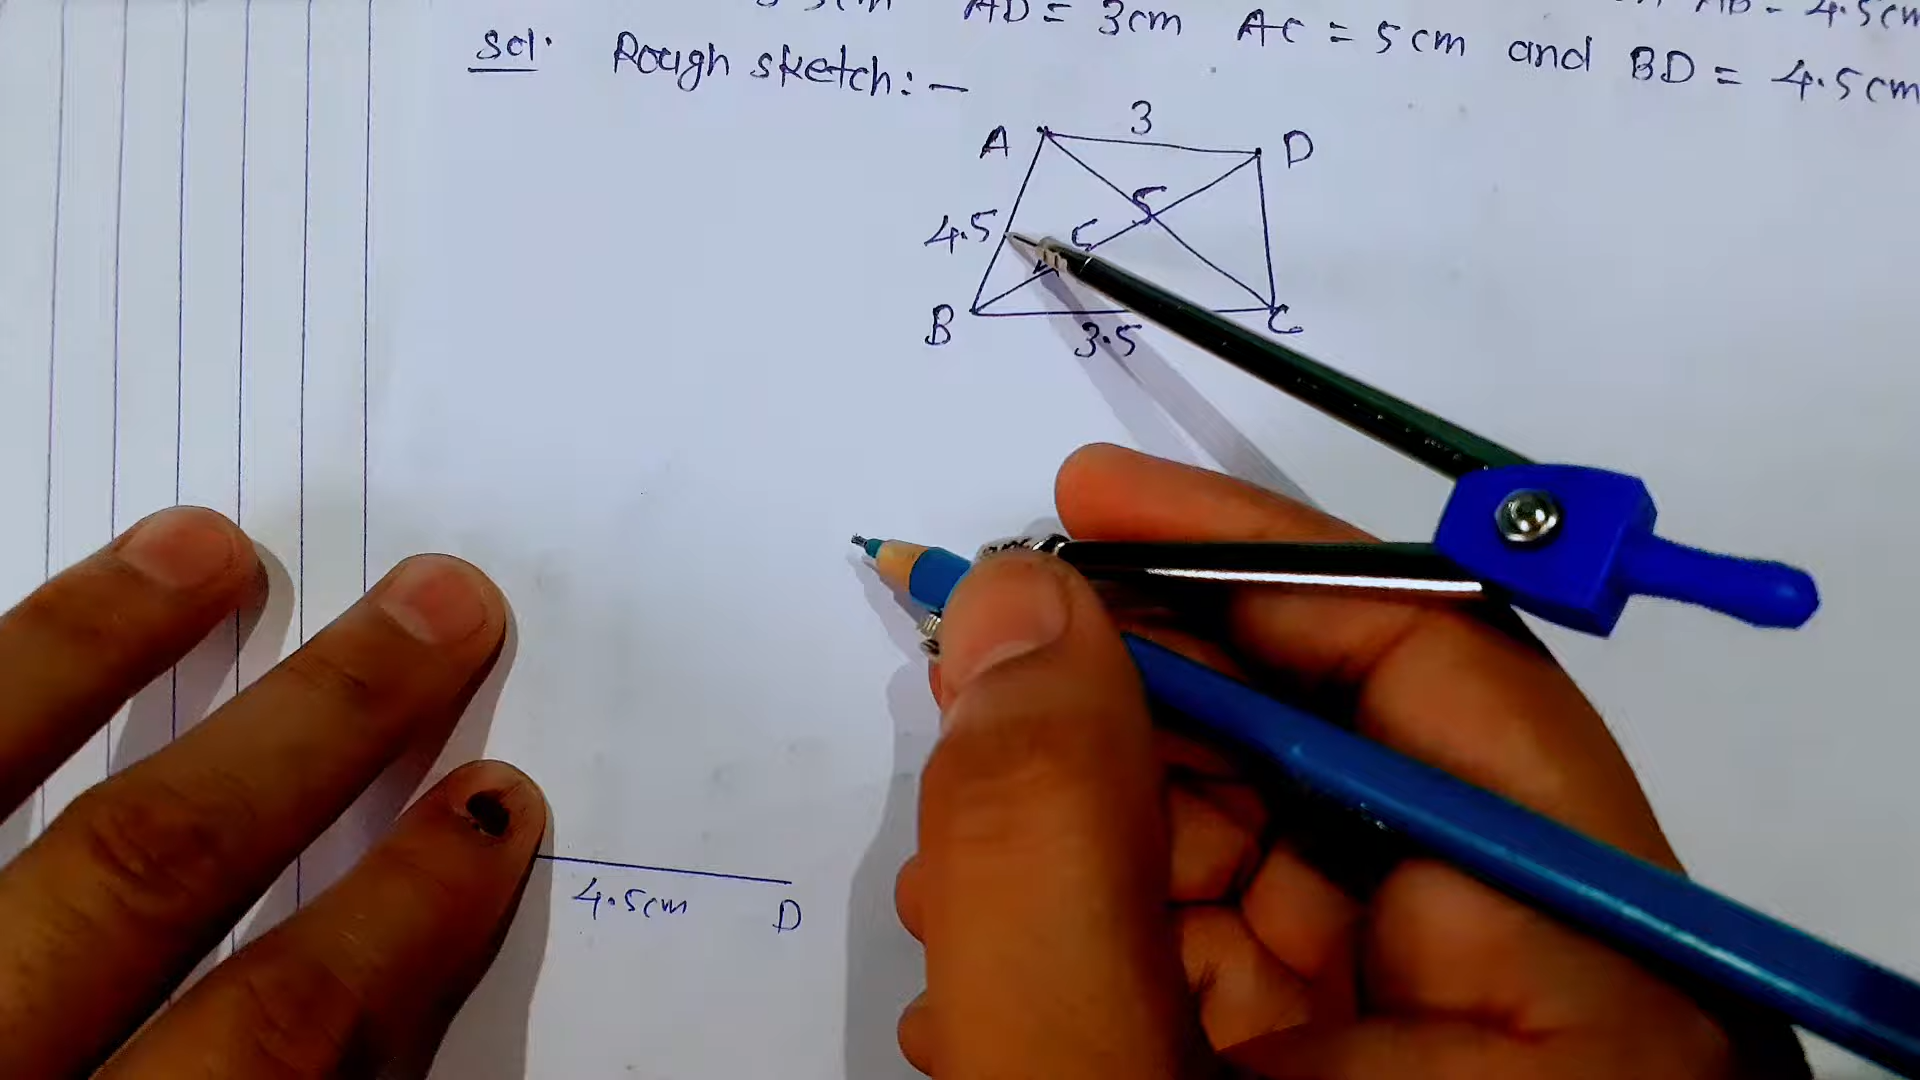 3cm AD = 3cm AC = 5cm and BD = 4.5cm
Sol. Rough sketch:-
3
A D
5
4.5
B C
3.5
4.5cm D